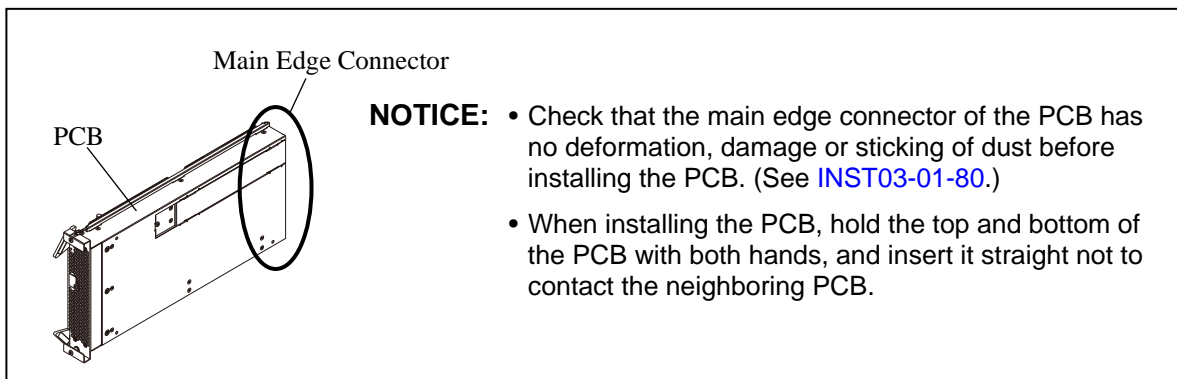 Main Edge Connector
PCB
NOTICE: • Check that the main edge connector of the PCB has
no deformation, damage or sticking of dust before
installing the PCB. (See INST03-01-80.)
• When installing the PCB, hold the top and bottom of
the PCB with both hands, and insert it straight not to
contact the neighboring PCB.